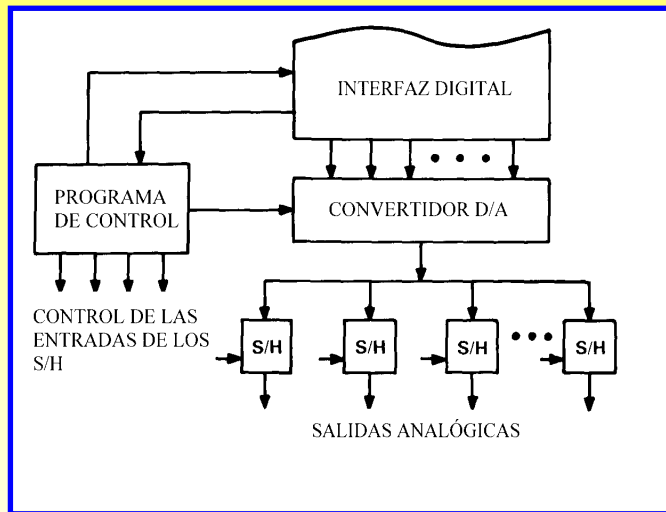 INTERFAZ DIGITAL
PROGRAMA
DE CONTROL
CONVERTIDOR D/A
CONTROL DE LAS
ENTRADAS DE LOS
S/H
S/H
S/H
S/H
S/H
SALIDAS ANALÓGICAS